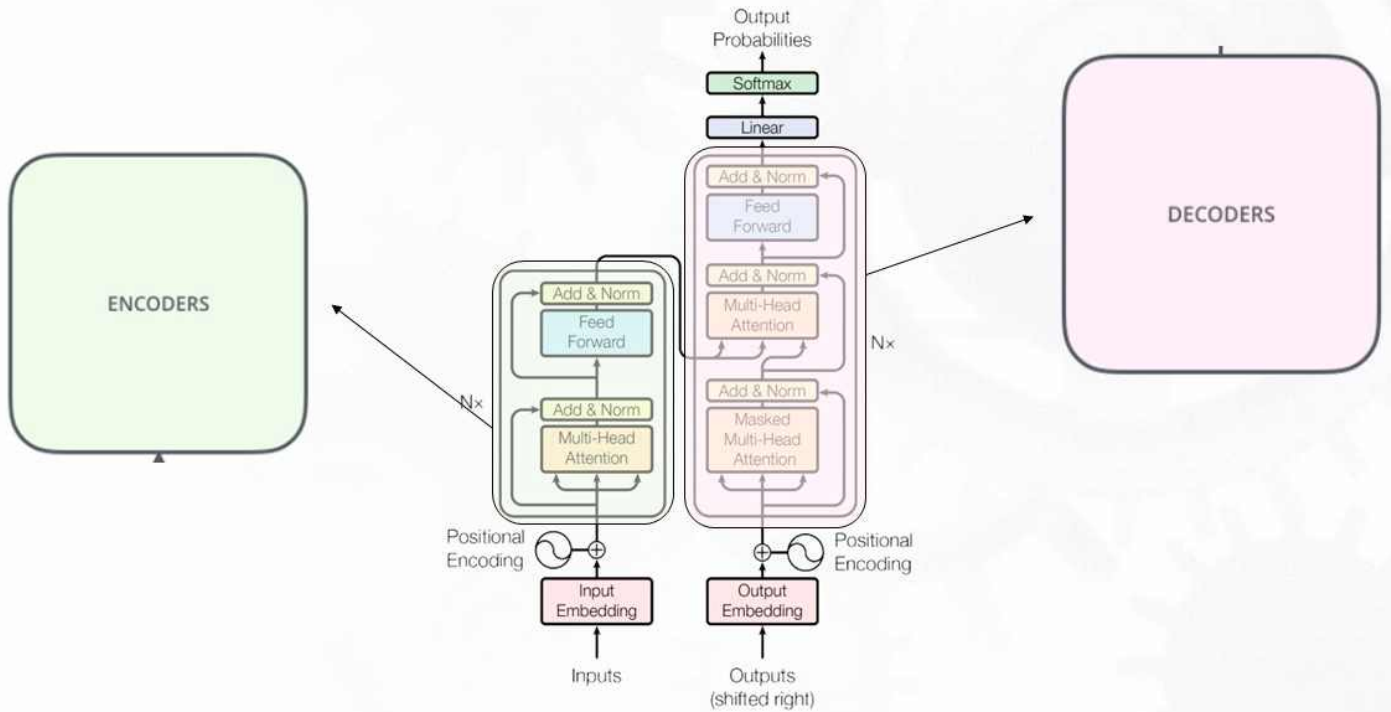 Output
Probabilities
Softmax
Linear
Add & Norm
Feed
Forward
Add & Norm
Multi-Head
Attention
Add & Norm
Masked
Multi-Head
Attention
N×
DECODERS
ENCODERS
Add & Norm
Feed
Forward
N×
Add & Norm
Multi-Head
Attention
Positional
Encoding
Positional
Encoding
Input
Embedding
Output
Embedding
Inputs
Outputs
(shifted right)